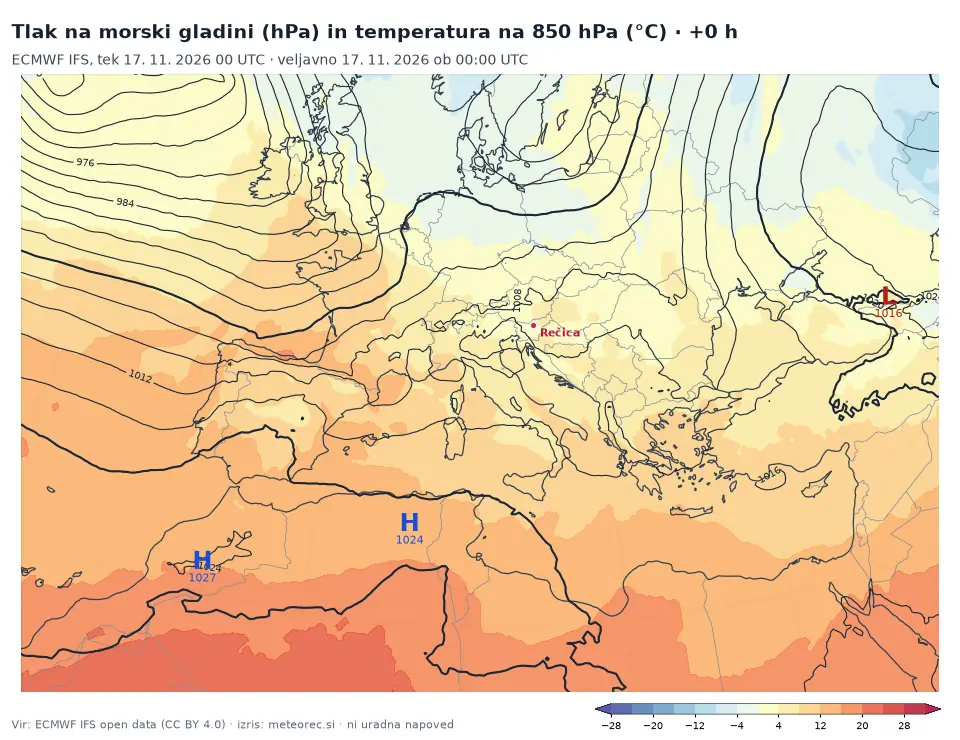 Tlak na morski gladini (hPa) in temperatura na 850 hPa (°C) · +0 h
ECMWF IFS, tek 17. 11. 2026 00 UTC · veljavno 17. 11. 2026 ob 00:00 UTC
976
984
1008
L
1016
Rečica
1012
1016
H
1024
H
1024
1027
Vir: ECMWF IFS open data (CC BY 4.0) · izris: meteorec.si · ni uradna napoved
−28 −20 −12 −4 4 12 20 28